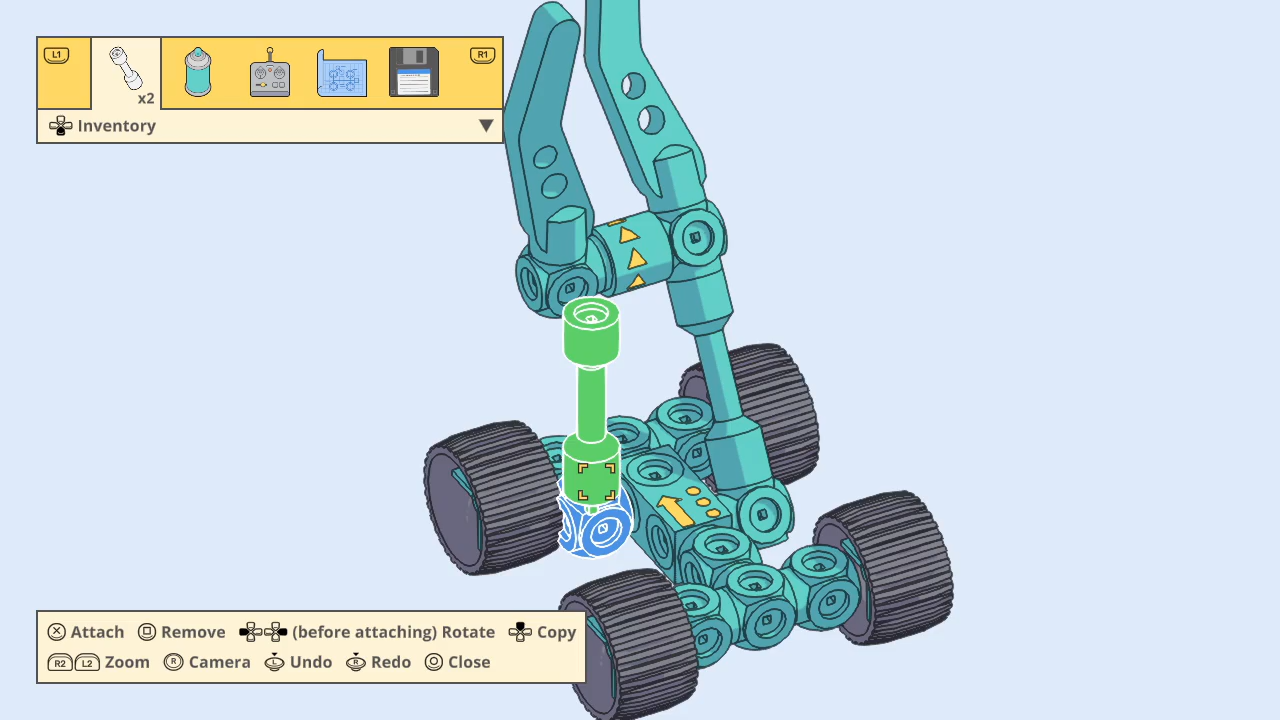 L1
R1
x2
Inventory
Attach Remove (before attaching) Rotate Copy
R2 L2 Zoom R Camera L Undo R Redo Close